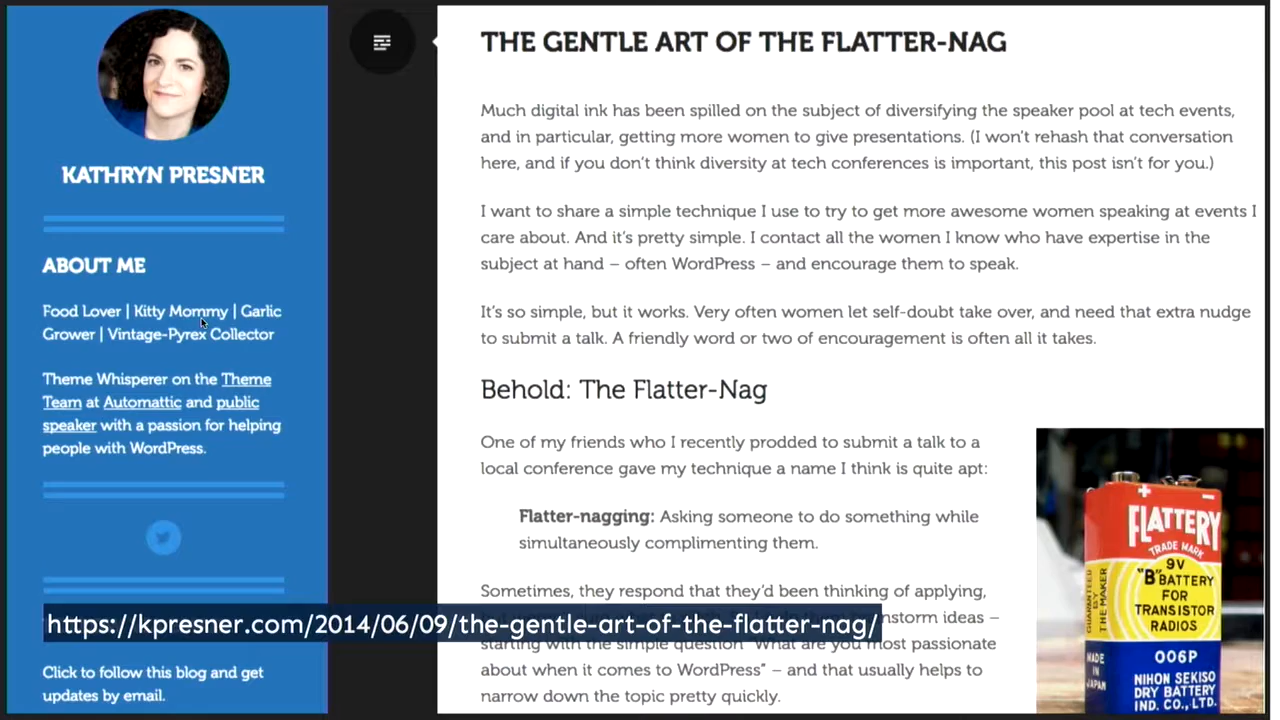 KATHRYN PRESNER
ABOUT ME
Food Lover | Kitty Mommy | Garlic
Grower | Vintage-Pyrex Collector
Theme Whisperer on the Theme
Team at Automattic and public
speaker with a passion for helping
people with WordPress.
Click to follow this blog and get
updates by email.
THE GENTLE ART OF THE FLATTER-NAG
Much digital ink has been spilled on the subject of diversifying the speaker pool at tech events,
and in particular, getting more women to give presentations. (I won't rehash that conversation
here, and if you don't think diversity at tech conferences is important, this post isn't for you.)
I want to share a simple technique I use to try to get more awesome women speaking at events I
care about. And it's pretty simple. I contact all the women I know who have expertise in the
subject at hand – often WordPress – and encourage them to speak.
It's so simple, but it works. Very often women let self-doubt take over, and need that extra nudge
to submit a talk. A friendly word or two of encouragement is often all it takes.
Behold: The Flatter-Nag
One of my friends who I recently prodded to submit a talk to a
local conference gave my technique a name I think is quite apt:
Flatter-nagging: Asking someone to do something while
simultaneously complimenting them.
Sometimes, they respond that they'd been thinking of applying,
ideas –
starting with the simple question "What are you most passionate
about when it comes to WordPress" – and that usually helps to
narrow down the topic pretty quickly.
https://kpresner.com/2014/06/09/the-gentle-art-of-the-flatter-nag/
FLATTERY
TRADE MARK
9V
"B" BATTERY
FOR
TRANSISTOR
RADIOS
GUARANTEED
BY
THE MAKER
MADE
IN
JAPAN
006P
NIHON SEKISO
DRY BATTERY
IND. CO., LTD.